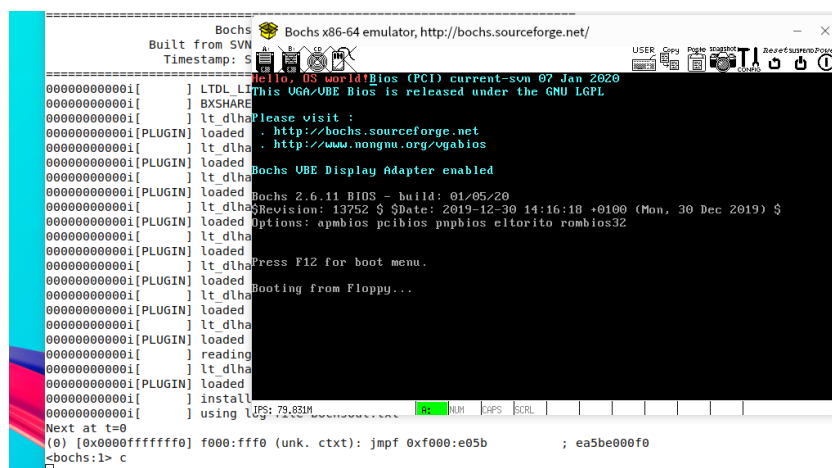 Bochs
Built from SVN
Timestamp: S
00000000000i[      ] LTDL_LI
00000000000i[      ] BXSHARE
00000000000i[      ] lt_dlha
00000000000i[PLUGIN] loaded
00000000000i[      ] lt_dlha
00000000000i[PLUGIN] loaded
00000000000i[      ] lt_dlha
00000000000i[PLUGIN] loaded
00000000000i[      ] lt_dlha
00000000000i[PLUGIN] loaded
00000000000i[      ] lt_dlha
00000000000i[PLUGIN] loaded
00000000000i[      ] lt_dlha
00000000000i[PLUGIN] loaded
00000000000i[      ] lt_dlha
00000000000i[PLUGIN] loaded
00000000000i[      ] lt_dlha
00000000000i[PLUGIN] loaded
00000000000i[      ] reading
00000000000i[      ] lt_dlha
00000000000i[PLUGIN] loaded
00000000000i[      ] install
00000000000i[      ] using log file bochsout.txt
Next at t=0
(0) [0x0000fffffff0] f000:fff0 (unk. ctxt): jmpf 0xf000:e05b          ; ea5be000f0
<bochs:1> c
Bochs x86-64 emulator, http://bochs.sourceforge.net/
A: B: CD USER Copy Paste snapshot CONFIG Reset SUSPEND Power
Hello, OS world!Bios (PCI) current-svn 07 Jan 2020
This VGA/VBE Bios is released under the GNU LGPL
Please visit :
. http://bochs.sourceforge.net
. http://www.nongnu.org/vgabios
Bochs VBE Display Adapter enabled
Bochs 2.6.11 BIOS - build: 01/05/20
$Revision: 13752 $ $Date: 2019-12-30 14:16:18 +0100 (Mon, 30 Dec 2019) $
Options: apmbios pcibios pnpbios eltorito rombios32
Press F12 for boot menu.
Booting from Floppy...
IPS: 79.831M A: NUM CAPS SCRL